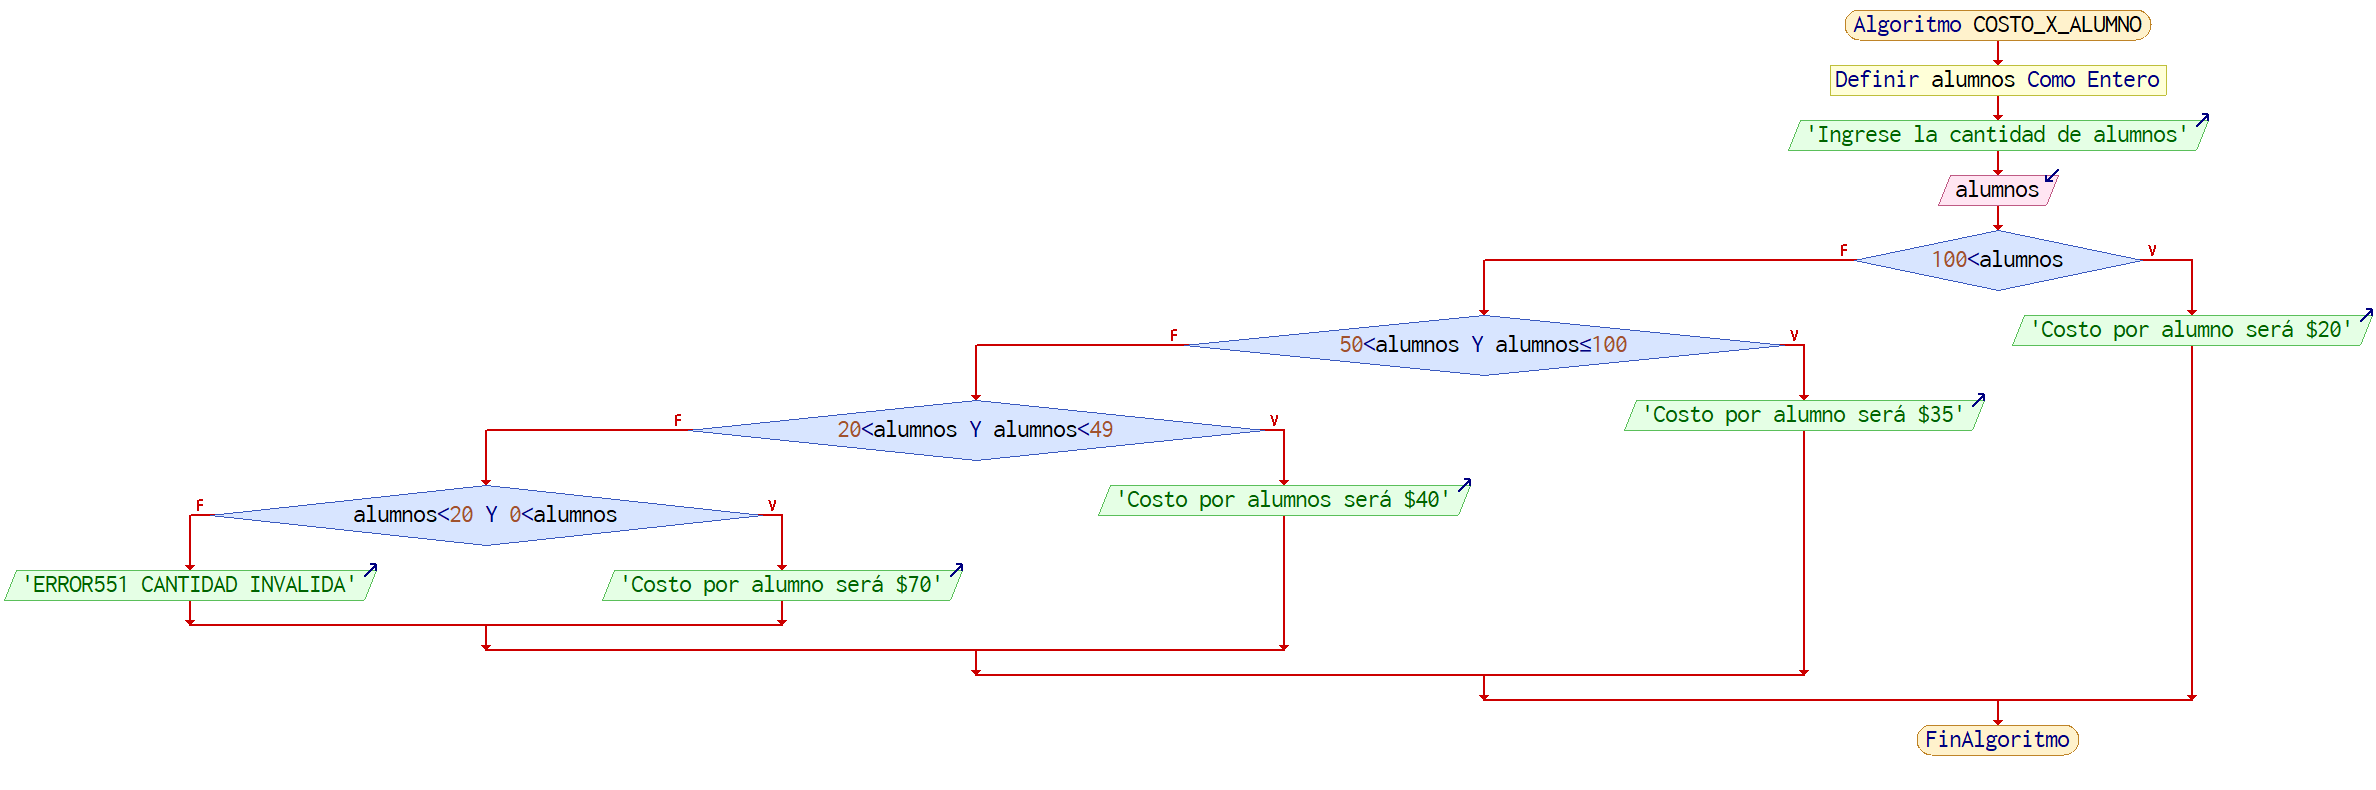 Algoritmo COSTO_X_ALUMNO
Definir alumnos Como Entero
'Ingrese la cantidad de alumnos'
alumnos
100<alumnos
F
V
'Costo por alumno será $20'
50<alumnos Y alumnos≤100
F
V
'Costo por alumno será $35'
20<alumnos Y alumnos<49
F
V
'Costo por alumnos será $40'
alumnos<20 Y 0<alumnos
F
V
'ERROR551 CANTIDAD INVALIDA'
'Costo por alumno será $70'
FinAlgoritmo